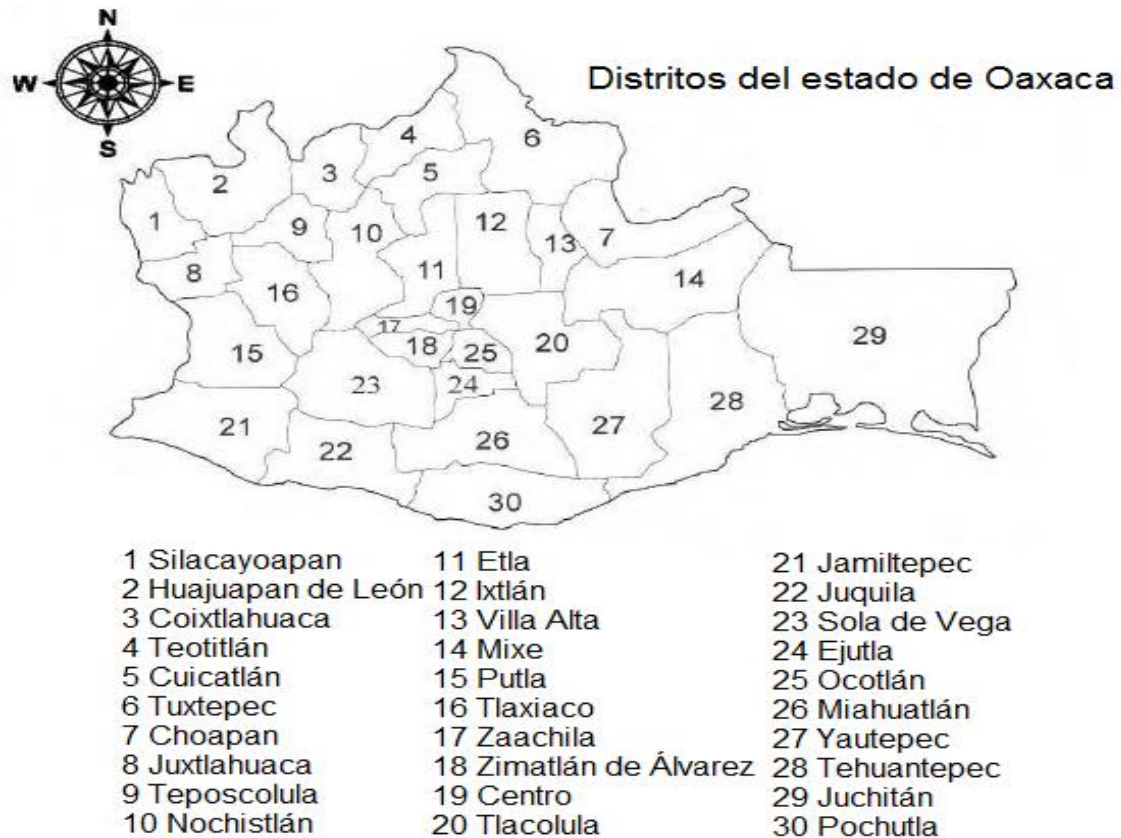 N
W E
S
Distritos del estado de Oaxaca
4
6
3
5
2
1
9
10
12
13
7
8
16
11
14
19
17
15
18
25
20
29
23
24
21
22
26
27
28
30
1 Silacayoapan
2 Huajuapan de León
3 Coixtlahuaca
4 Teotitlán
5 Cuicatlán
6 Tuxtepec
7 Choapan
8 Juxtlahuaca
9 Teposcolula
10 Nochistlán
11 Etla
12 Ixtlán
13 Villa Alta
14 Mixe
15 Putla
16 Tlaxiaco
17 Zaachila
18 Zimatlán de Álvarez
19 Centro
20 Tlacolula
21 Jamiltepec
22 Juquila
23 Sola de Vega
24 Ejutla
25 Ocotlán
26 Miahuatlán
27 Yautepec
28 Tehuantepec
29 Juchitán
30 Pochutla